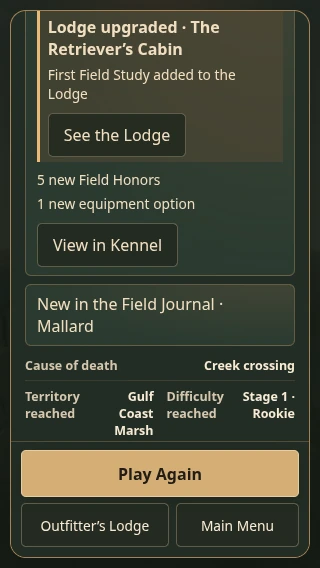 Lodge upgraded · The
Retriever’s Cabin
First Field Study added to the
Lodge
See the Lodge
5 new Field Honors
1 new equipment option
View in Kennel
New in the Field Journal ·
Mallard
Cause of death Creek crossing
Territory reached Gulf Coast Marsh
Difficulty reached Stage 1 · Rookie
Play Again
Outfitter’s Lodge Main Menu